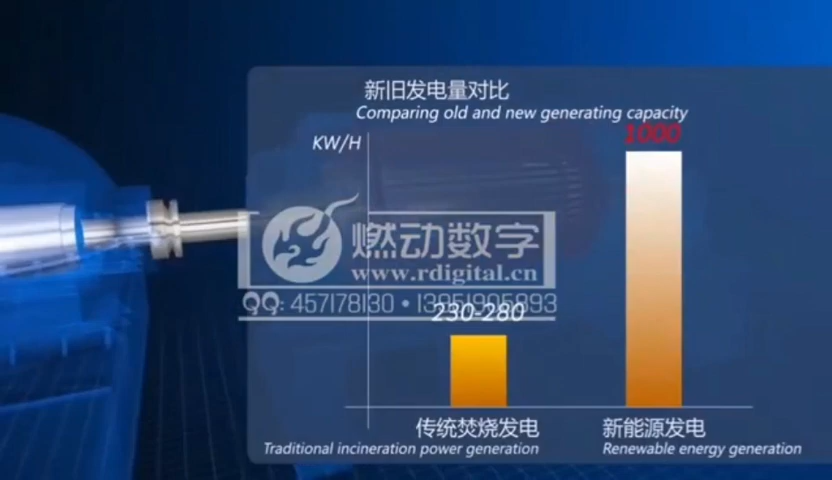 新旧发电量对比
Comparing old and new generating capacity
KW/H
1000
燃动数字
www.rdigital.cn
QQ: 457178130 • 13951905893
230-280
传统焚烧发电
新能源发电
Traditional incineration power generation
Renewable energy generation